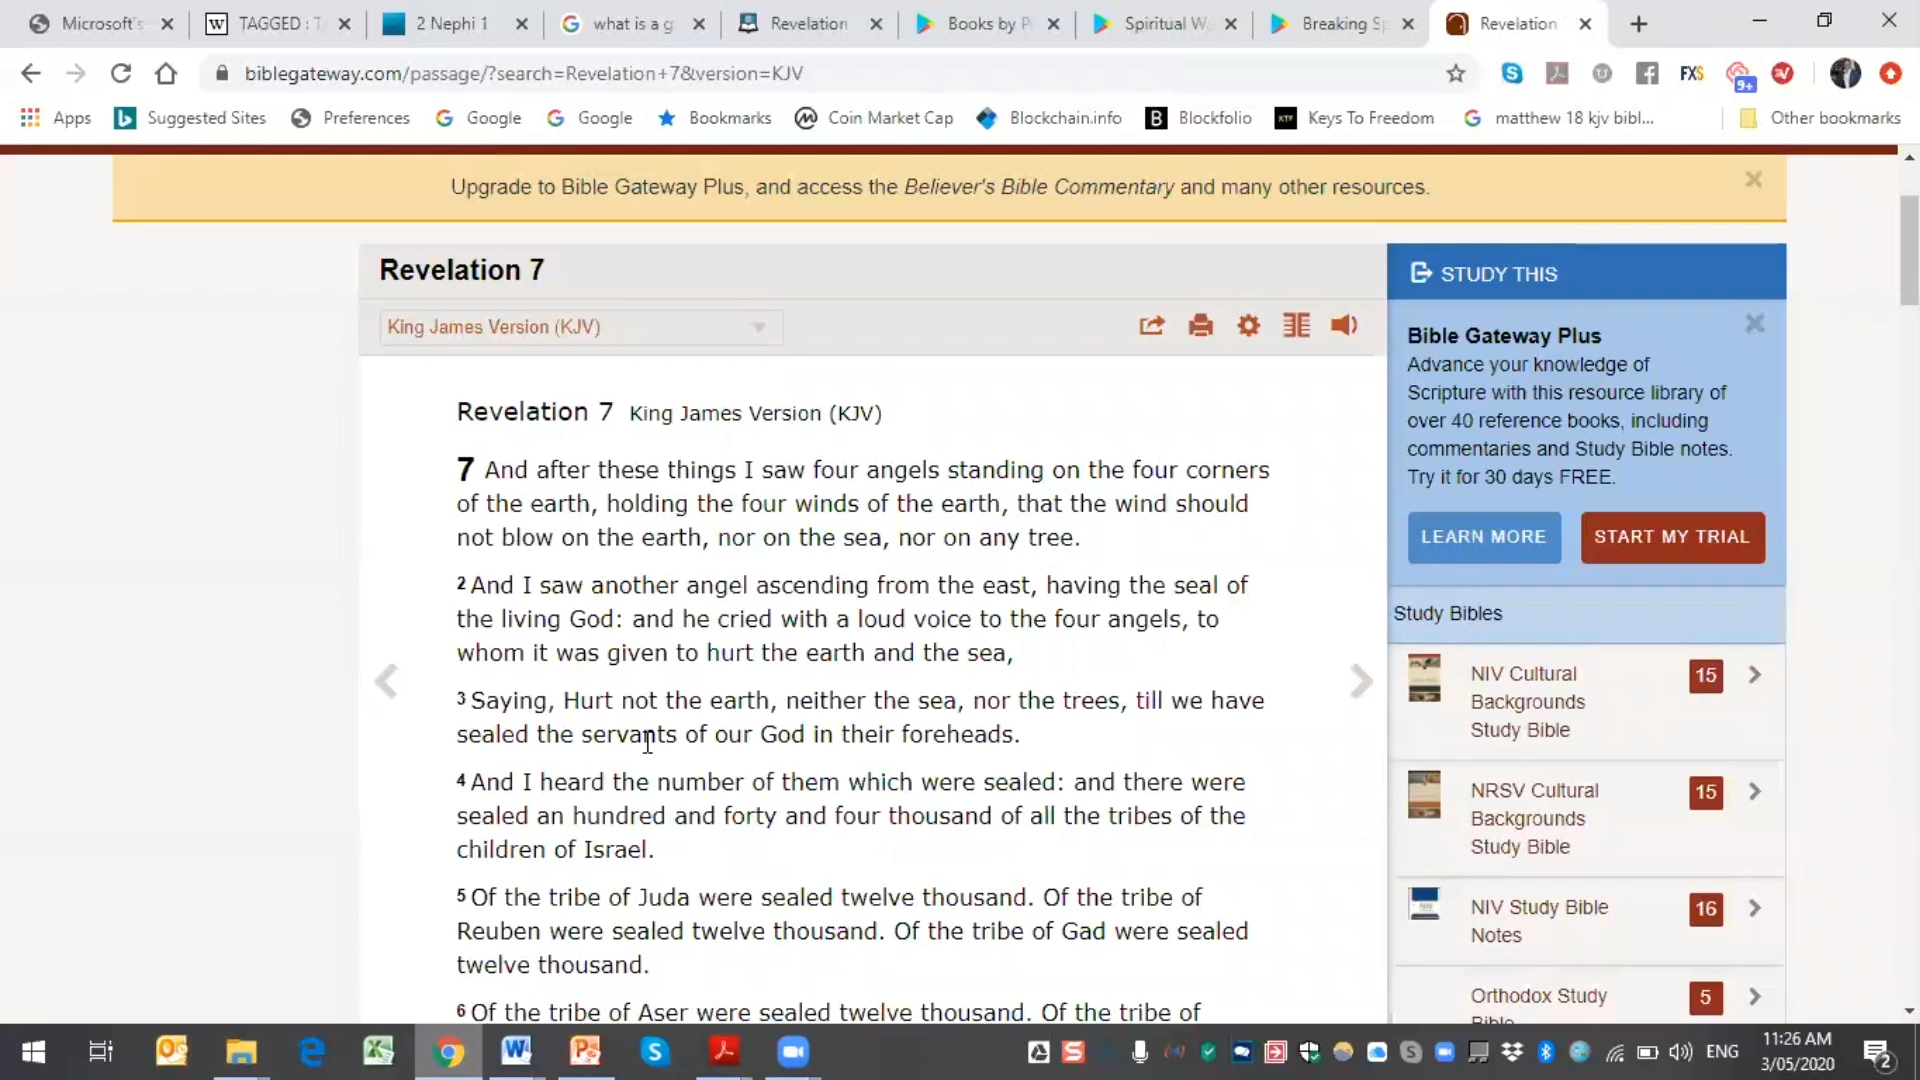 Microsoft's
TAGGED : T
2 Nephi 1
what is a g
Revelation
Books by P
Spiritual W
Breaking Sp
Revelation
biblegateway.com/passage/?search=Revelation+7&version=KJV
FXS
9+
Apps
Suggested Sites
Preferences
Google
Google
Bookmarks
Coin Market Cap
Blockchain.info
Blockfolio
Keys To Freedom
matthew 18 kjv bibl...
Other bookmarks
Upgrade to Bible Gateway Plus, and access the Believer's Bible Commentary and many other resources.
Revelation 7
King James Version (KJV)
Revelation 7 King James Version (KJV)
7 And after these things I saw four angels standing on the four corners
of the earth, holding the four winds of the earth, that the wind should
not blow on the earth, nor on the sea, nor on any tree.
2 And I saw another angel ascending from the east, having the seal of
the living God: and he cried with a loud voice to the four angels, to
whom it was given to hurt the earth and the sea,
3 Saying, Hurt not the earth, neither the sea, nor the trees, till we have
sealed the servants of our God in their foreheads.
4 And I heard the number of them which were sealed: and there were
sealed an hundred and forty and four thousand of all the tribes of the
children of Israel.
5 Of the tribe of Juda were sealed twelve thousand. Of the tribe of
Reuben were sealed twelve thousand. Of the tribe of Gad were sealed
twelve thousand.
6 Of the tribe of Aser were sealed twelve thousand. Of the tribe of
STUDY THIS
Bible Gateway Plus
Advance your knowledge of
Scripture with this resource library of
over 40 reference books, including
commentaries and Study Bible notes.
Try it for 30 days FREE.
LEARN MORE
START MY TRIAL
Study Bibles
NIV Cultural
Backgrounds
Study Bible
15
NRSV Cultural
Backgrounds
Study Bible
15
NIV Study Bible
Notes
16
Orthodox Study
Bible
5
ENG
11:26 AM
3/05/2020
2